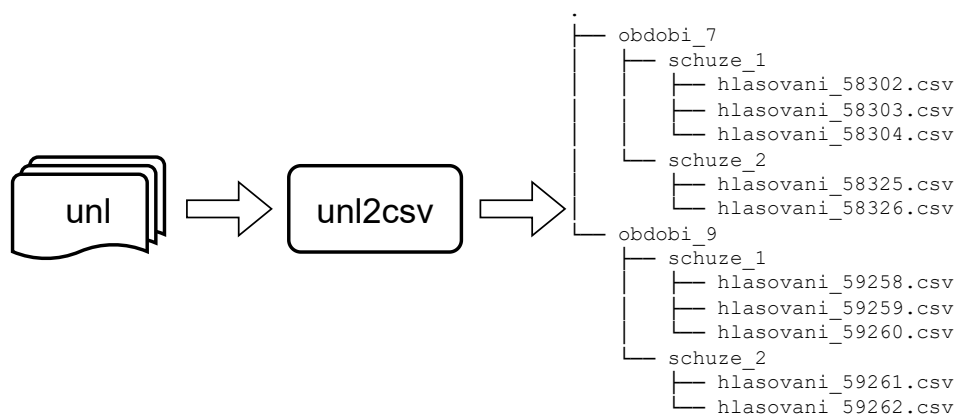 unl
unl2csv
.
├── obdobi_7
│   ├── schuze_1
│   │   ├── hlasovani_58302.csv
│   │   ├── hlasovani_58303.csv
│   │   └── hlasovani_58304.csv
│   └── schuze_2
│       ├── hlasovani_58325.csv
│       └── hlasovani_58326.csv
└── obdobi_9
    ├── schuze_1
    │   ├── hlasovani_59258.csv
    │   ├── hlasovani_59259.csv
    │   └── hlasovani_59260.csv
    └── schuze_2
        ├── hlasovani_59261.csv
        └── hlasovani_59262.csv